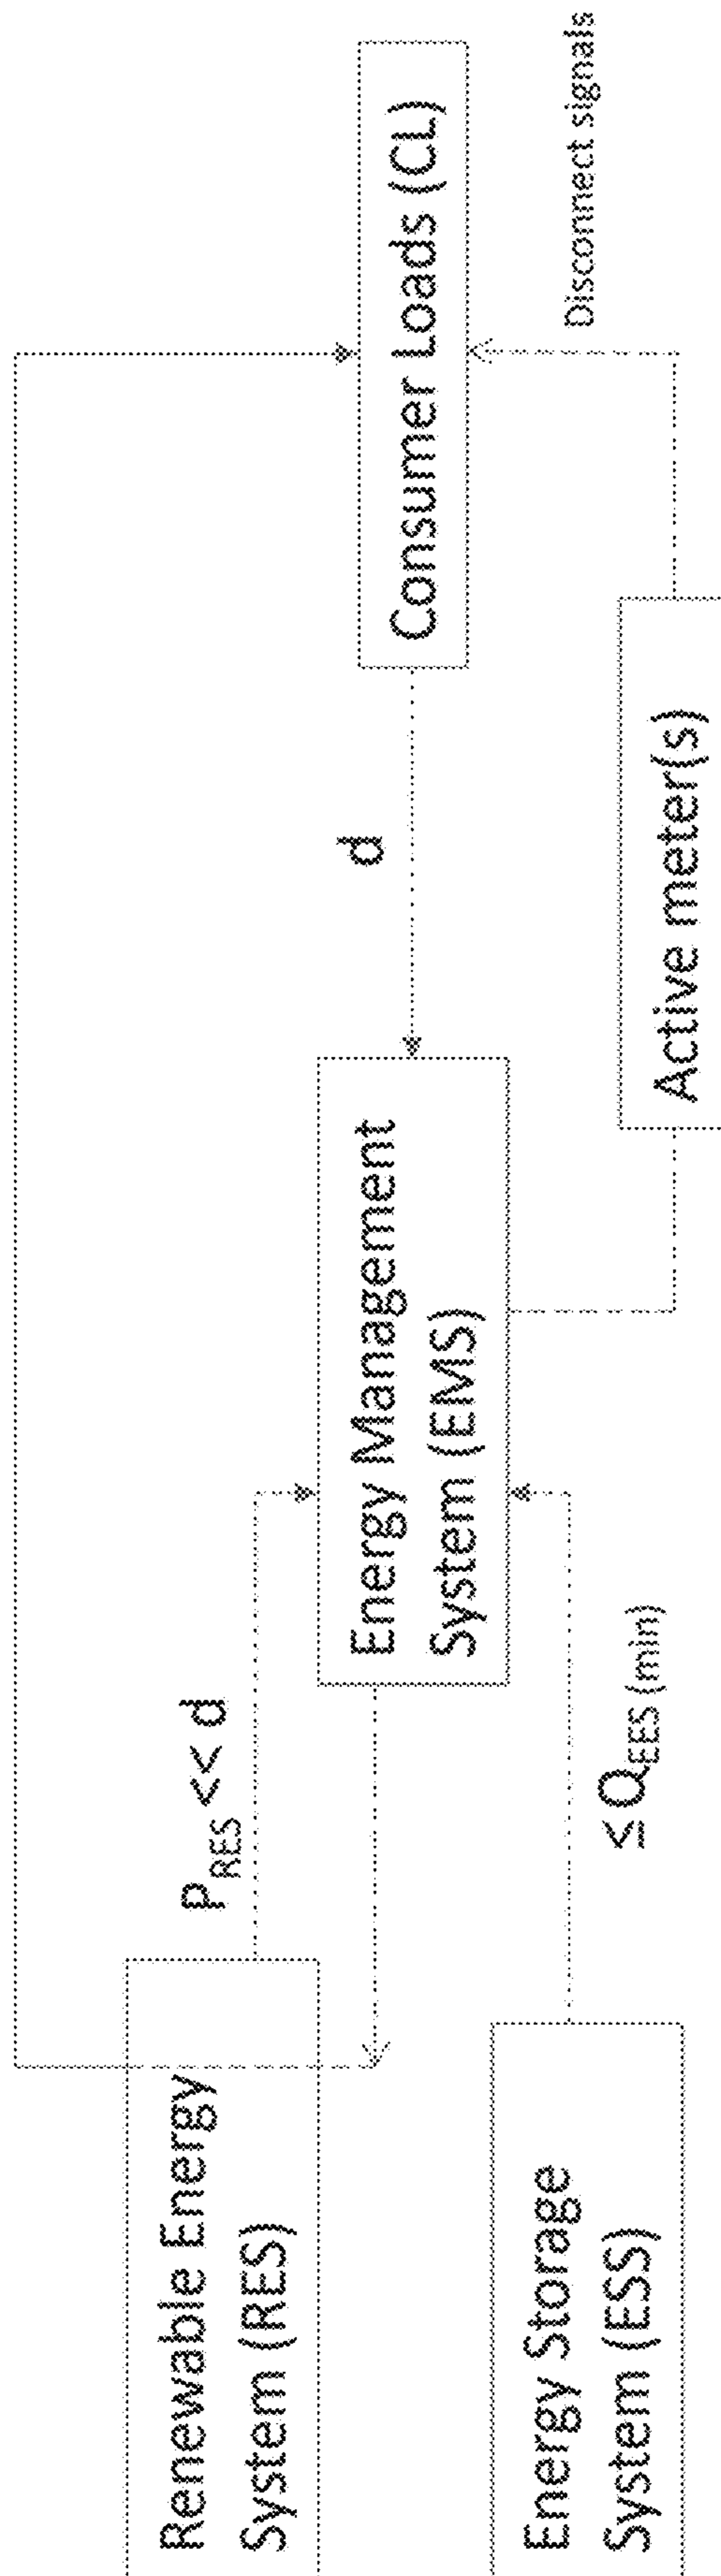 Renewable Energy
System (RES)
P_RES << d
Energy Management
System (EMS)
d
Consumer Loads (CL)
Energy Storage
System (ESS)
≤ Q_EES (min)
Active meter(s)
Disconnect signals